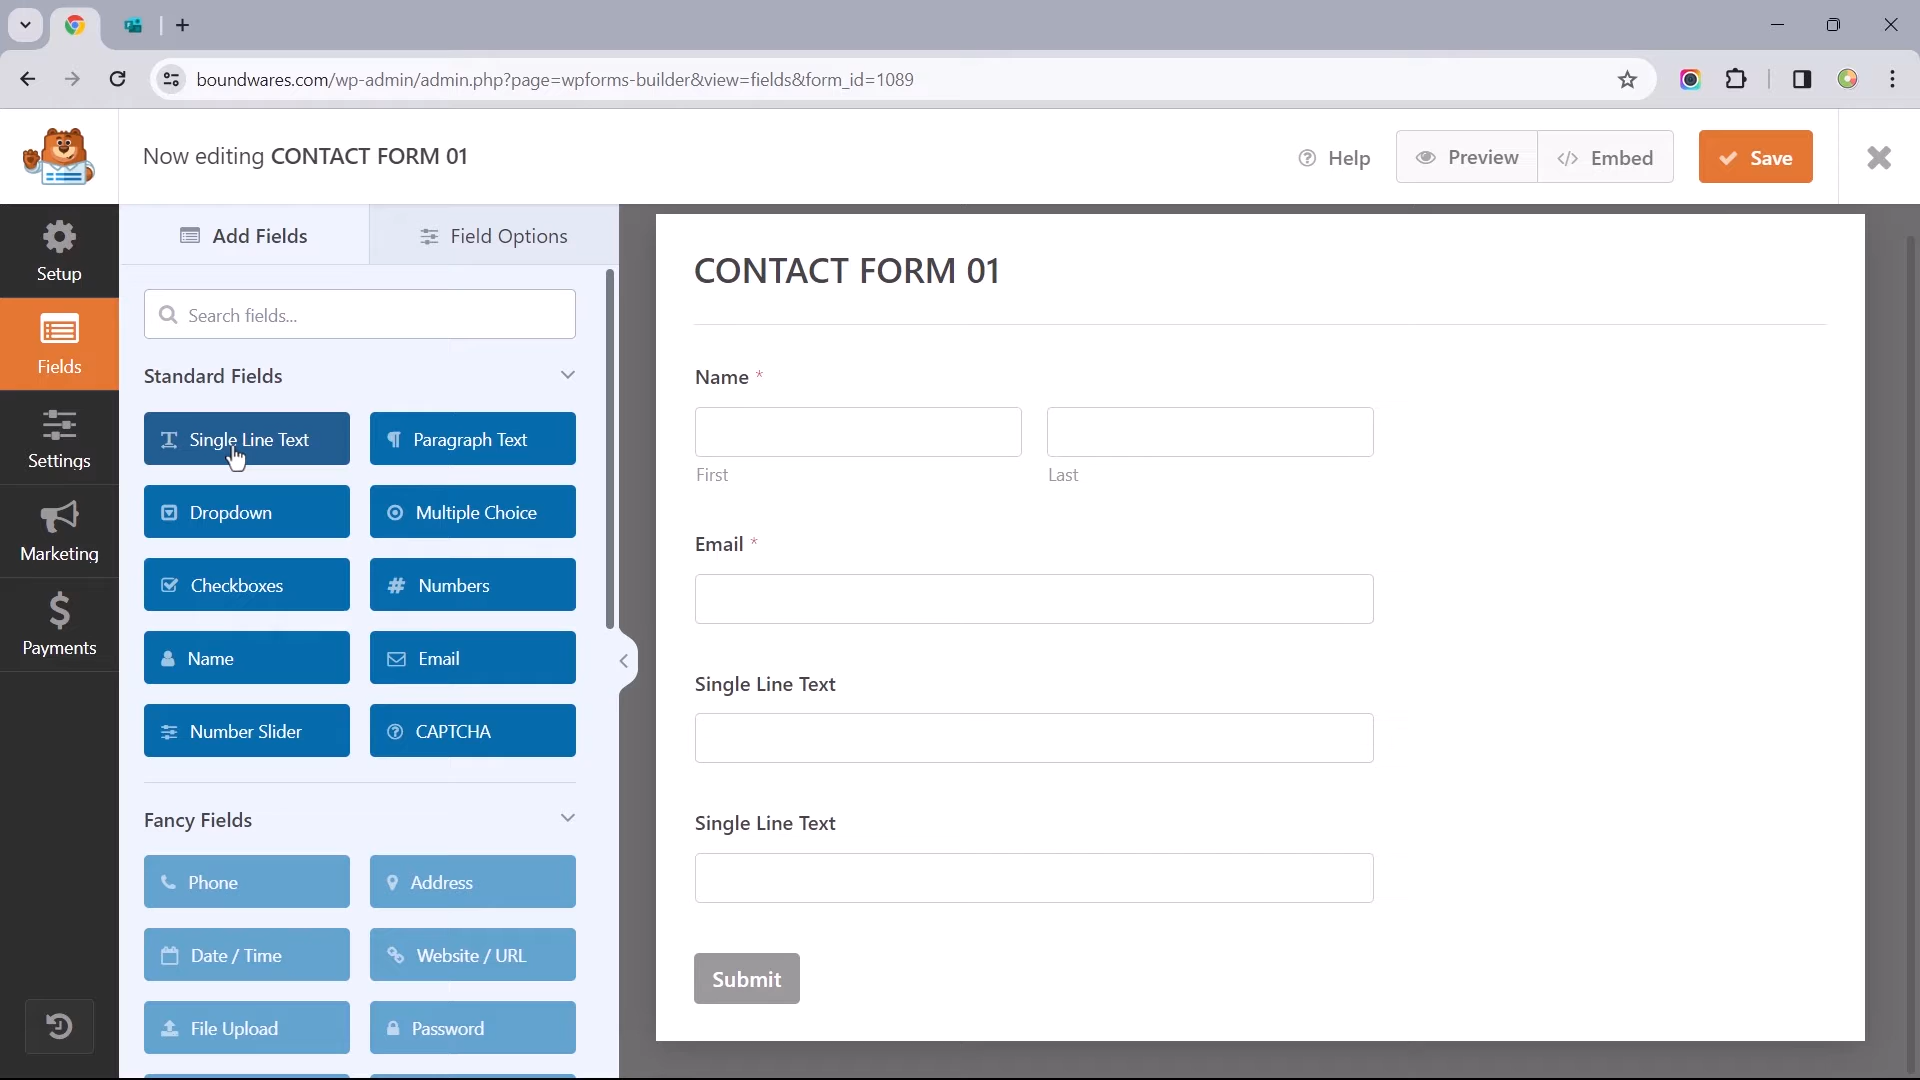 boundwares.com/wp-admin/admin.php?page=wpforms-builder&view=fields&form_id=1089
Now editing CONTACT FORM 01
Help
Preview
Embed
Save
Setup
Fields
Settings
Marketing
Payments
Add Fields
Field Options
Search fields...
Standard Fields
Single Line Text
Paragraph Text
Dropdown
Multiple Choice
Checkboxes
Numbers
Name
Email
Number Slider
CAPTCHA
Fancy Fields
Phone
Address
Date / Time
Website / URL
File Upload
Password
CONTACT FORM 01
Name *
First
Last
Email *
Single Line Text
Single Line Text
Submit